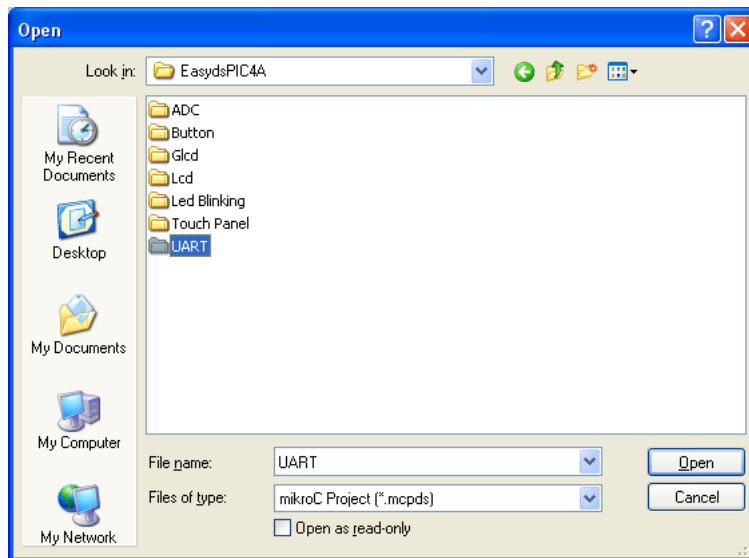 Open
Look in: EasydsPIC4A
My Recent
Documents
Desktop
My Documents
My Computer
My Network
ADC
Button
Glcd
Lcd
Led Blinking
Touch Panel
UART
File name: UART
Open
Files of type: mikroC Project (*.mcpds)
Cancel
Open as read-only